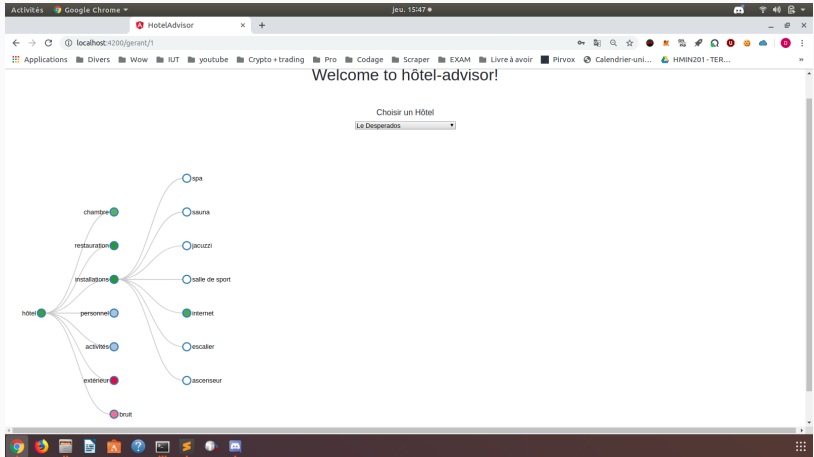 Activités Google Chrome ▾ jeu. 15:47 ●
HotelAdvisor × +
localhost:4200/gerant/1
Applications Divers Wow IUT youtube Crypto + trading Pro Codage Scraper EXAM Livre à avoir Pirvox Calendrier-uni... HMIN201 - TER... »
Welcome to hôtel-advisor!
Choisir un Hôtel
Le Desperados
spa
chambre sauna
restauration jacuzzi
installations salle de sport
hôtel personnel internet
activités escalier
extérieur ascenseur
bruit